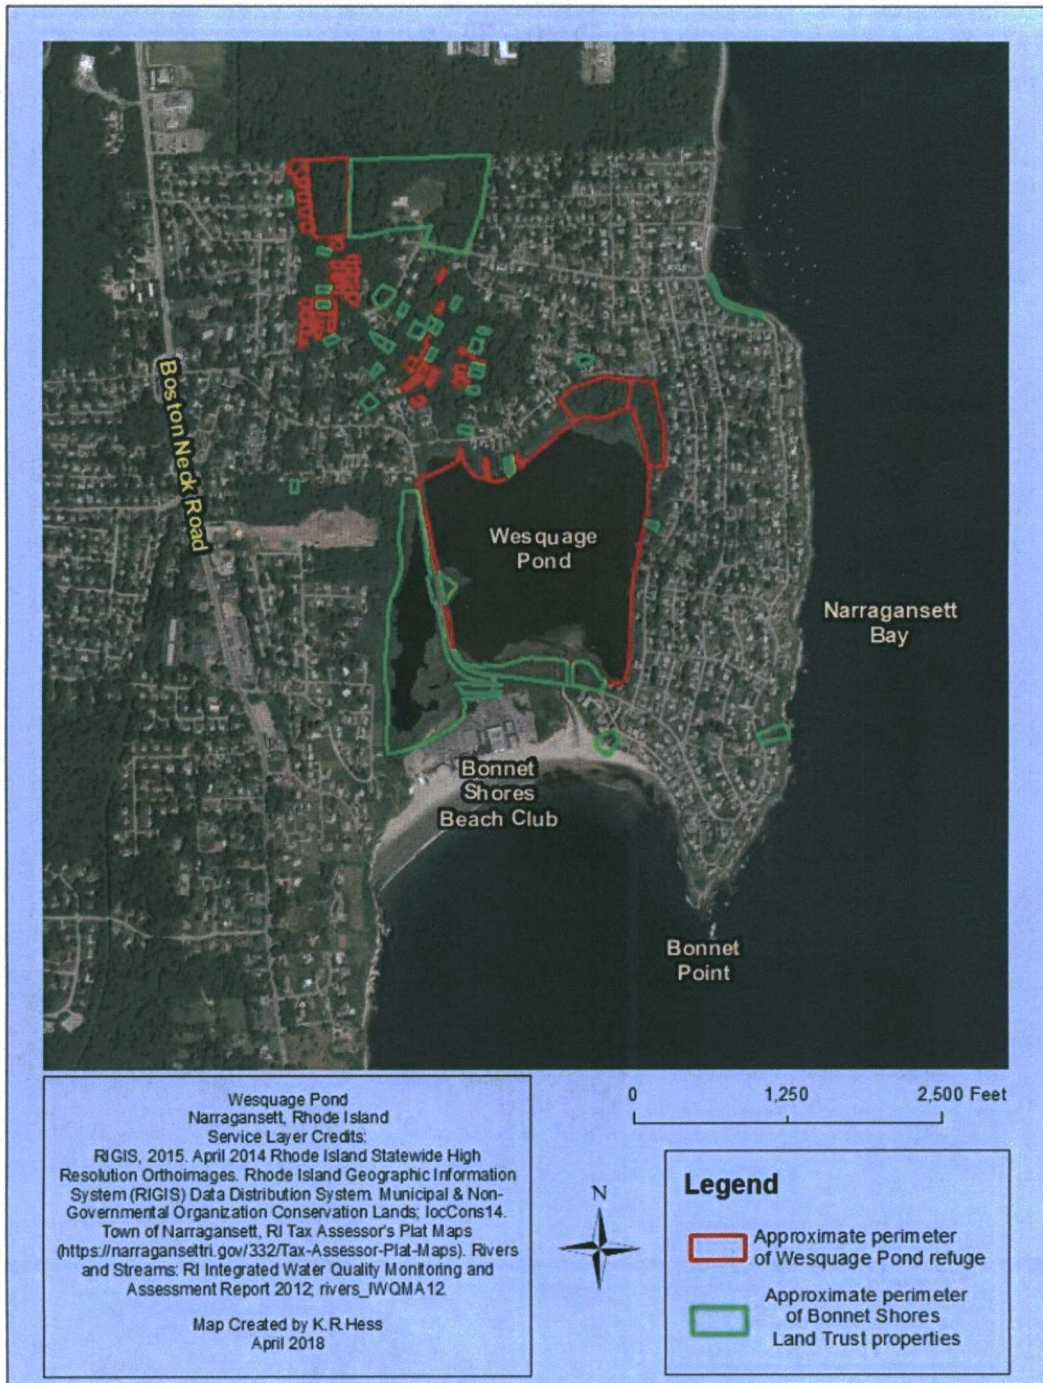 Boston Neck Road
Wesquage
Pond
Narragansett
Bay
Bonnet
Shores
Beach Club
Bonnet
Point
Wesquage Pond
Narragansett, Rhode Island
Service Layer Credits:
RIGIS, 2015. April 2014 Rhode Island Statewide High
Resolution Orthoimages. Rhode Island Geographic Information
System (RIGIS) Data Distribution System. Municipal & Non-
Governmental Organization Conservation Lands; locCons14.
Town of Narragansett, RI Tax Assessor's Plat Maps
(https://narragansettri.gov/332/Tax-Assessor-Plat-Maps). Rivers
and Streams: RI Integrated Water Quality Monitoring and
Assessment Report 2012; rivers_IWQMA12
Map Created by K.R.Hess
April 2018
0 1,250 2,500 Feet
N
Legend
Approximate perimeter
of Wesquage Pond refuge
Approximate perimeter
of Bonnet Shores
Land Trust properties